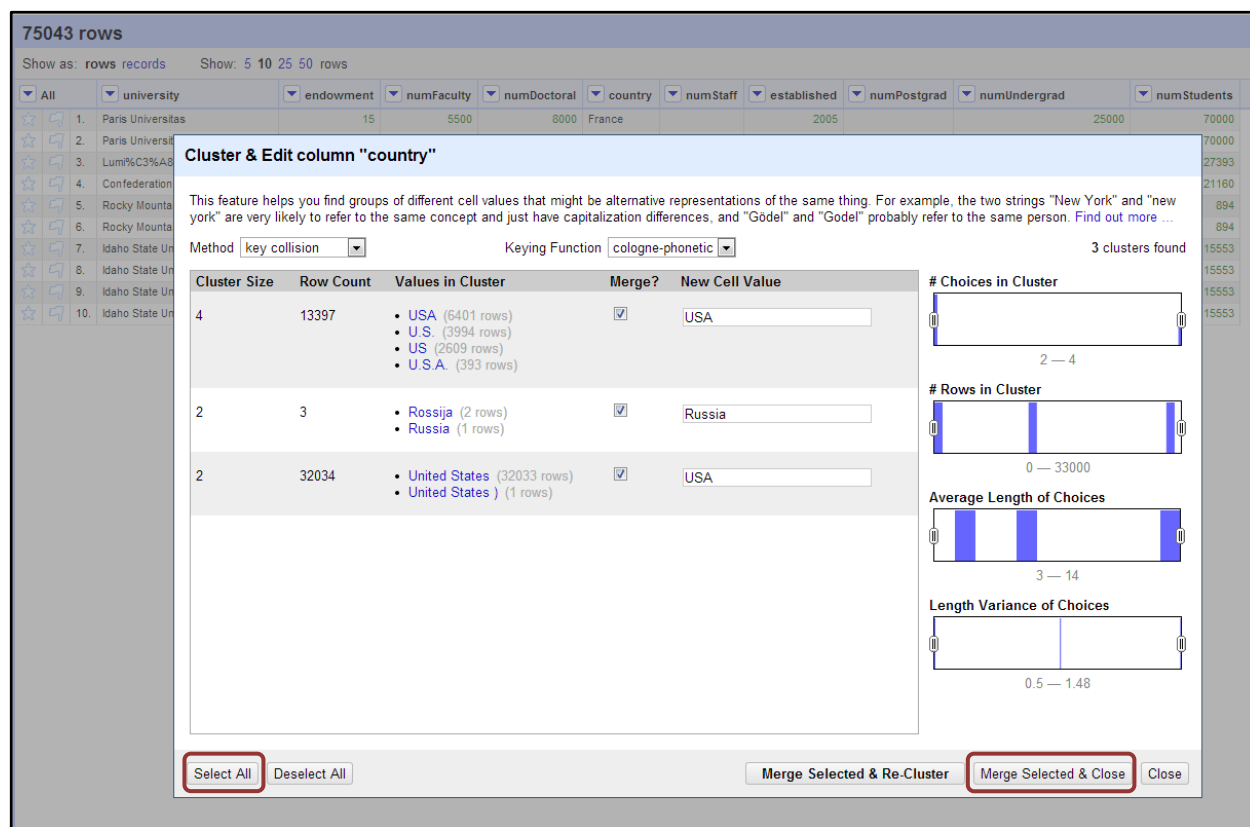 75043 rows
Show as: rows records Show: 5 10 25 50 rows
All university endowment numFaculty numDoctoral country numStaff established numPostgrad numUndergrad numStudents
1. Paris Universitas 15 5500 8000 France 2005 25000 70000
2. Paris Universit 70000
3. Lumi%C3%A8 27393
4. Confederation 21160
5. Rocky Mounta 894
6. Rocky Mounta 894
7. Idaho State Un 15553
8. Idaho State Un 15553
9. Idaho State Un 15553
10. Idaho State Un 15553
Cluster & Edit column "country"
This feature helps you find groups of different cell values that might be alternative representations of the same thing. For example, the two strings "New York" and "new
york" are very likely to refer to the same concept and just have capitalization differences, and "Gödel" and "Godel" probably refer to the same person. Find out more ...
Method key collision Keying Function cologne-phonetic 3 clusters found
Cluster Size Row Count Values in Cluster Merge? New Cell Value
4 13397 • USA (6401 rows) USA
• U.S. (3994 rows)
• US (2609 rows)
• U.S.A. (393 rows)
2 3 • Rossija (2 rows) Russia
• Russia (1 rows)
2 32034 • United States (32033 rows) USA
• United States ) (1 rows)
# Choices in Cluster
2 — 4
# Rows in Cluster
0 — 33000
Average Length of Choices
3 — 14
Length Variance of Choices
0.5 — 1.48
Select All Deselect All Merge Selected & Re-Cluster Merge Selected & Close Close